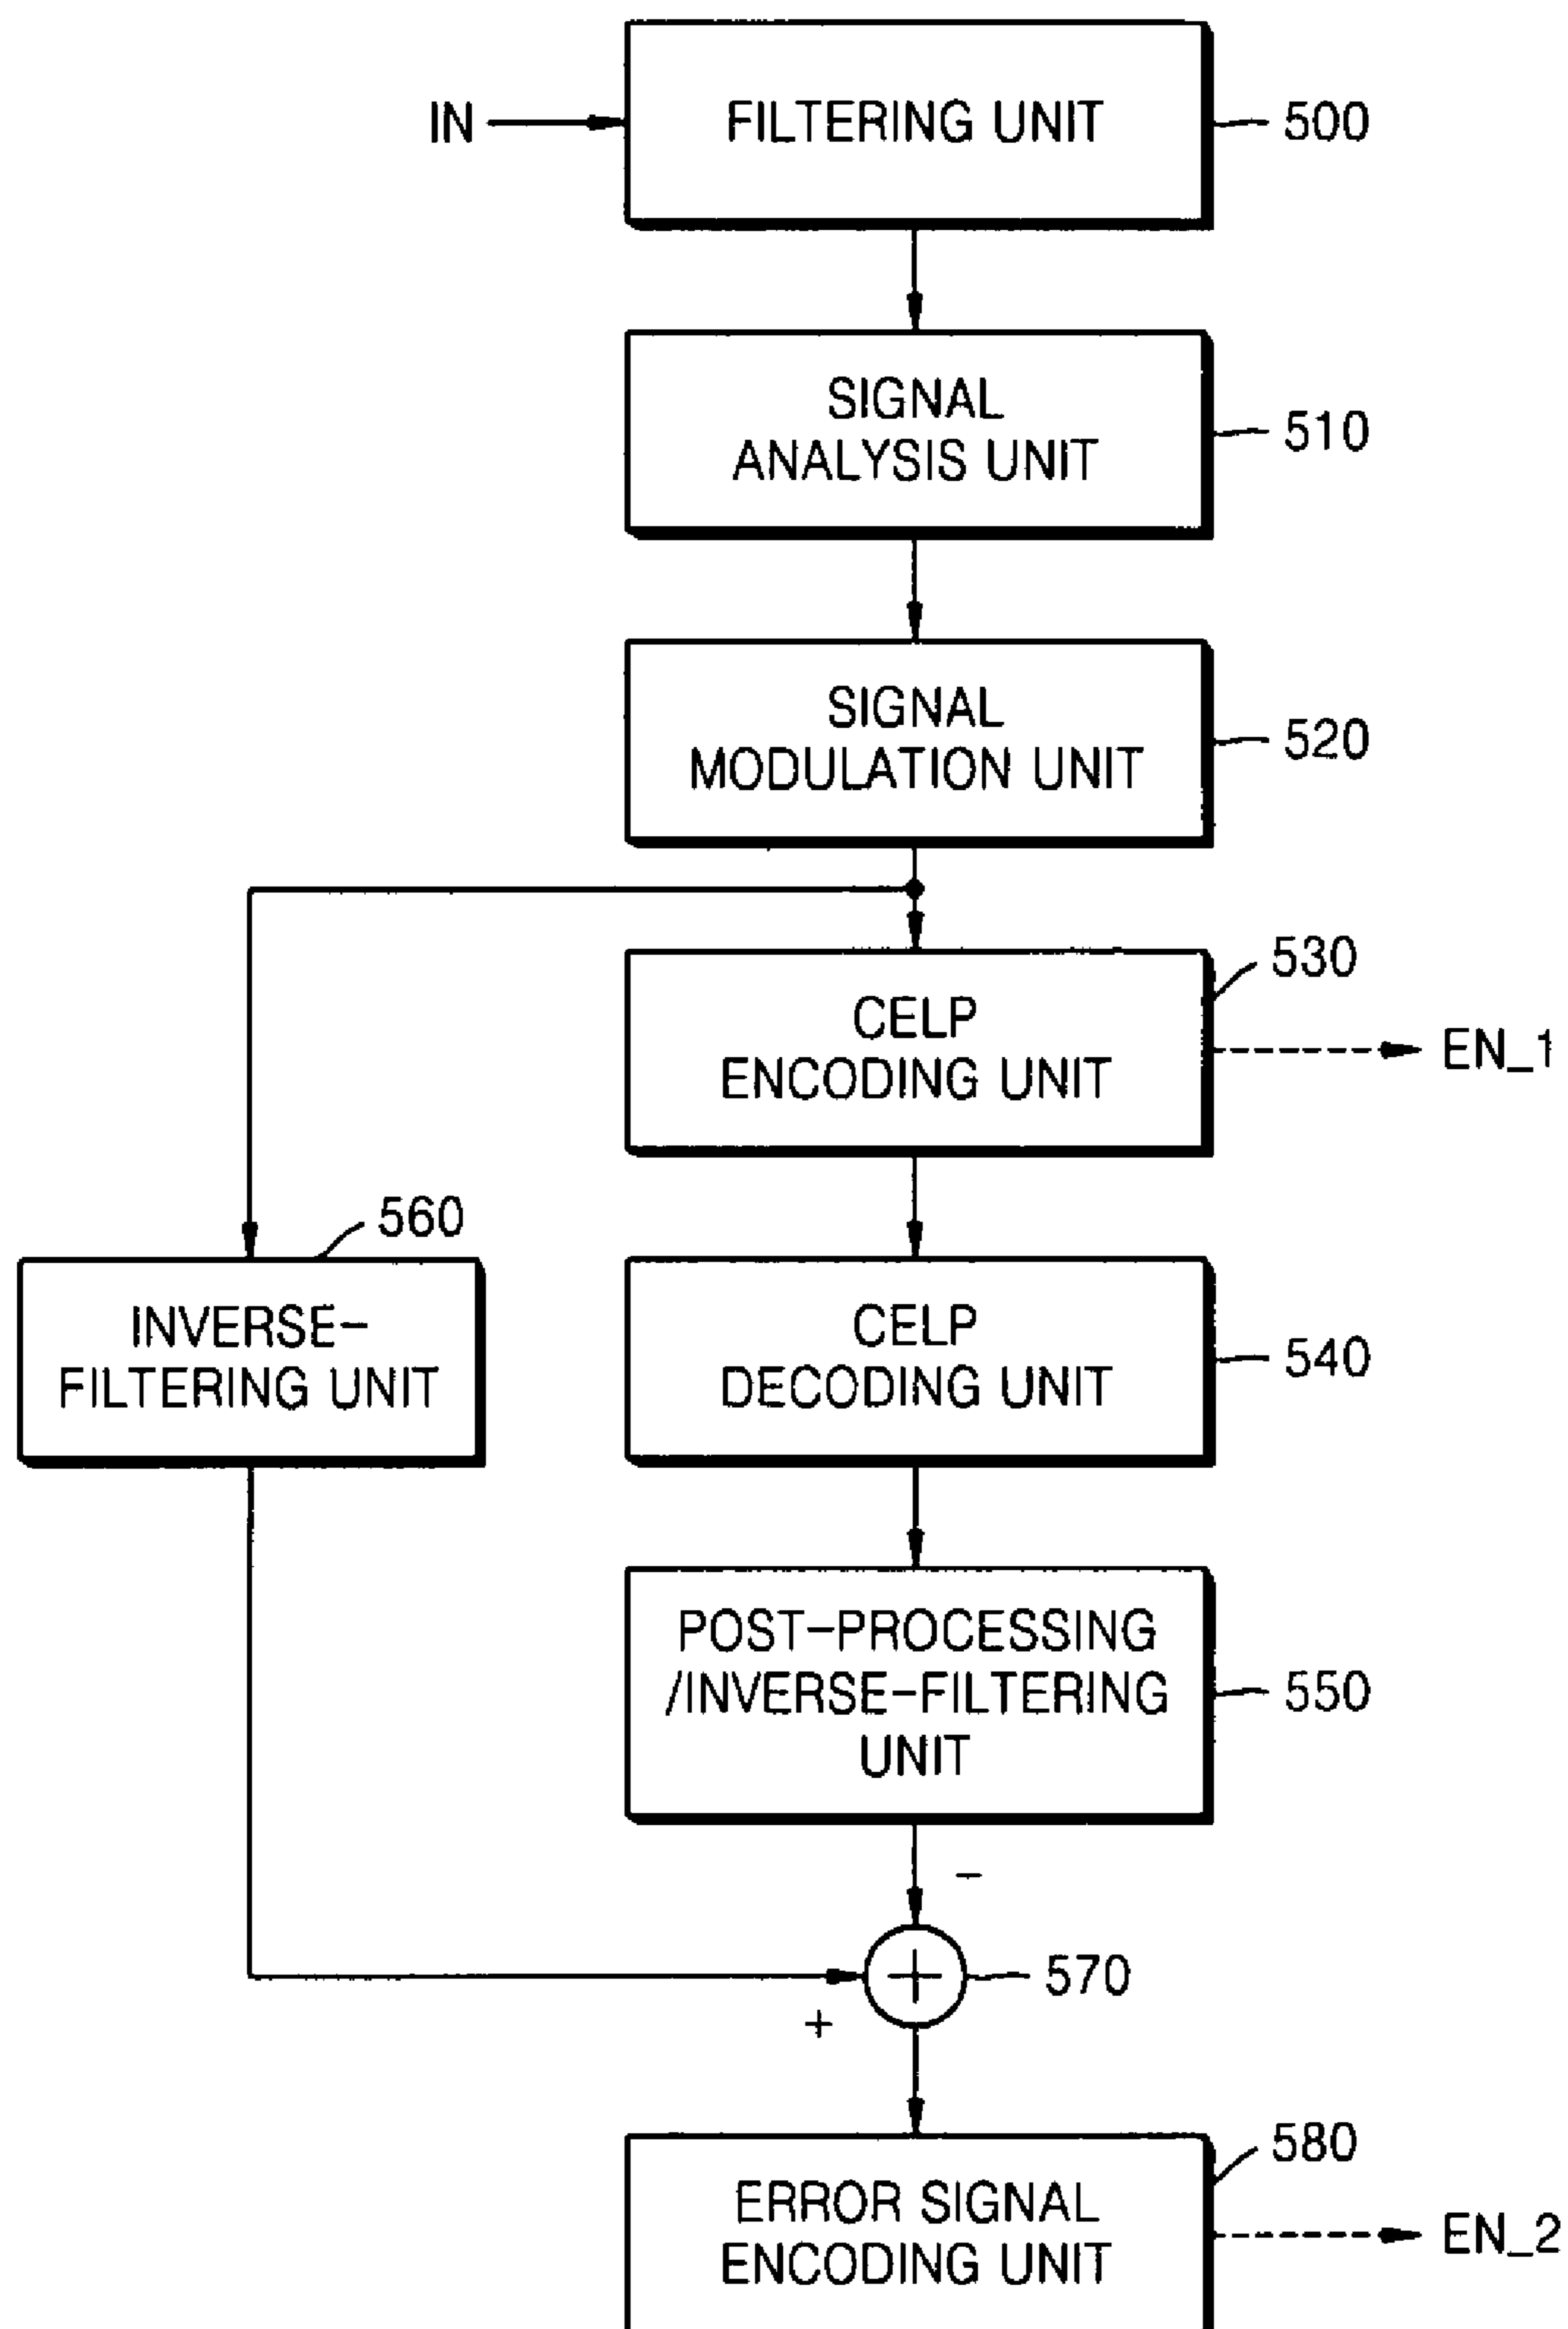 IN
FILTERING UNIT
500
SIGNAL
ANALYSIS UNIT
510
SIGNAL
MODULATION UNIT
520
530
CELP
ENCODING UNIT
EN_1
560
INVERSE-
FILTERING UNIT
CELP
DECODING UNIT
540
POST-PROCESSING
/INVERSE-FILTERING
UNIT
550
-
+
570
+
580
ERROR SIGNAL
ENCODING UNIT
EN_2